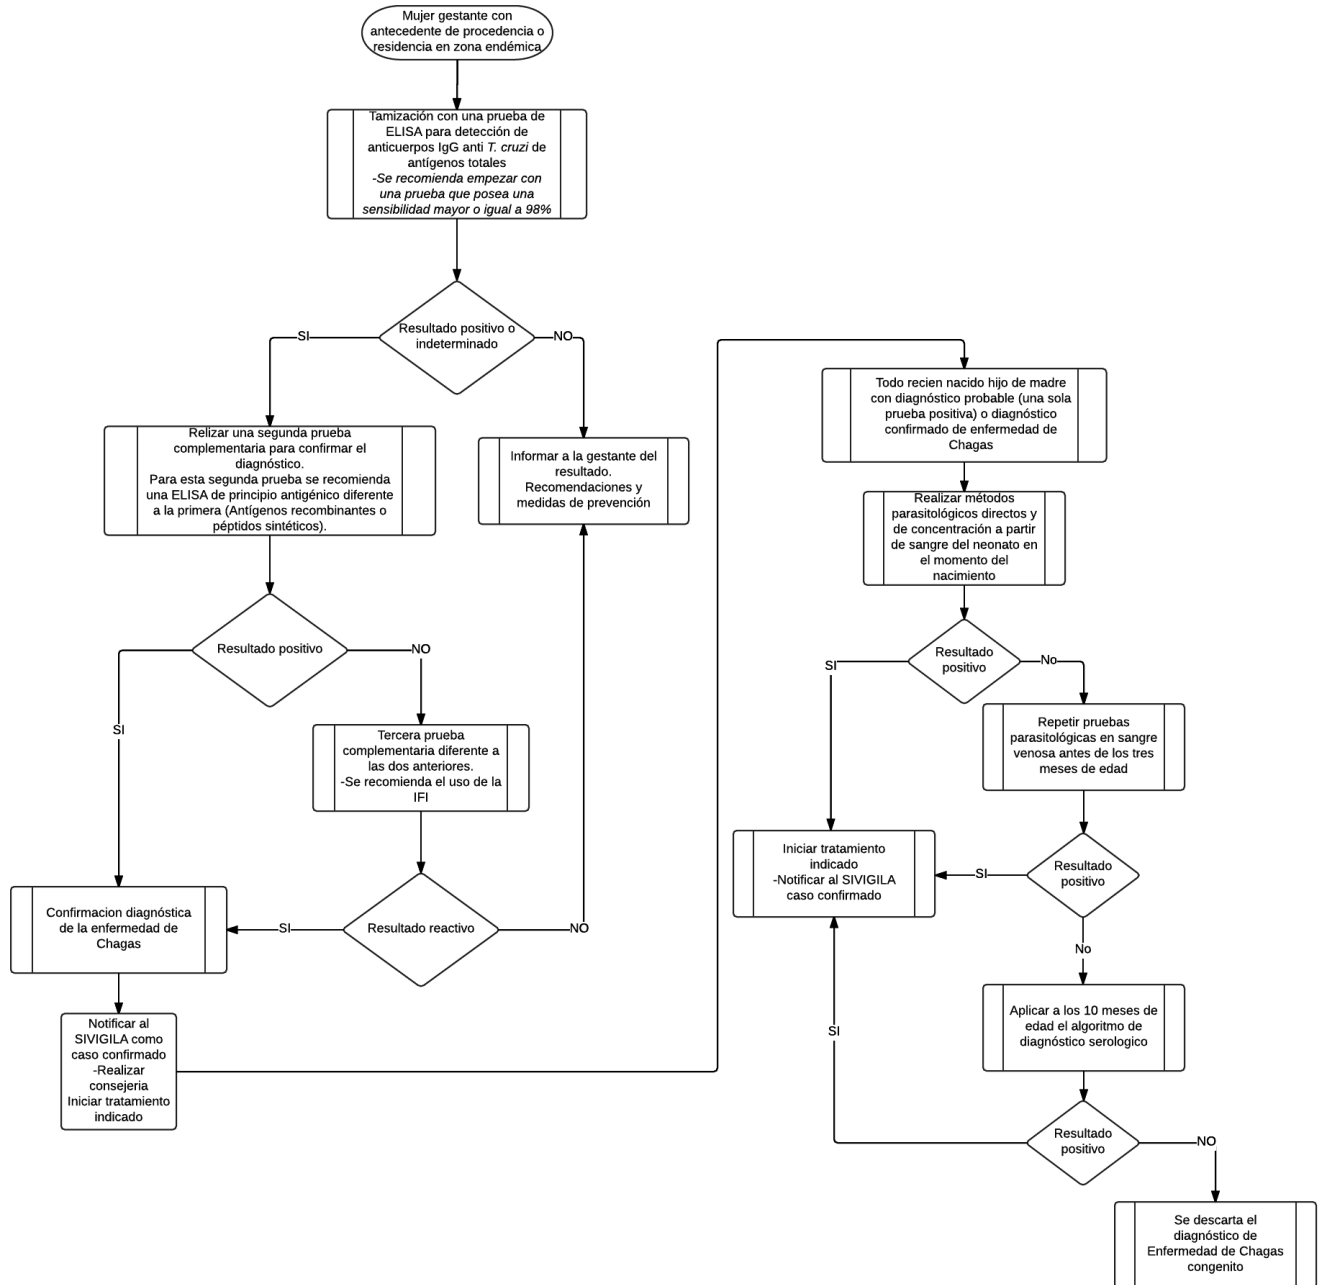 Mujer gestante con
antecedente de procedencia o
residencia en zona endémica
Tamización con una prueba de
ELISA para detección de
anticuerpos IgG anti T. cruzi de
antígenos totales
-Se recomienda empezar con
una prueba que posea una
sensibilidad mayor o igual a 98%
Resultado positivo o
indeterminado
SI
NO
Relizar una segunda prueba
complementaria para confirmar el
diagnóstico.
Para esta segunda prueba se recomienda
una ELISA de principio antigénico diferente
a la primera (Antígenos recombinantes o
péptidos sintéticos).
Informar a la gestante del
resultado.
Recomendaciones y
medidas de prevención
Resultado positivo
SI
NO
Tercera prueba
complementaria diferente a
las dos anteriores.
-Se recomienda el uso de la
IFI
Resultado reactivo
SI
NO
Confirmacion diagnóstica
de la enfermedad de
Chagas
Notificar al
SIVIGILA como
caso confirmado
-Realizar
consejeria
Iniciar tratamiento
indicado
Todo recien nacido hijo de madre
con diagnóstico probable (una sola
prueba positiva) o diagnóstico
confirmado de enfermedad de
Chagas
Realizar métodos
parasitológicos directos y
de concentración a partir
de sangre del neonato en
el momento del
nacimiento
Resultado
positivo
SI
No
Repetir pruebas
parasitológicas en sangre
venosa antes de los tres
meses de edad
Iniciar tratamiento
indicado
-Notificar al SIVIGILA
caso confirmado
Resultado
positivo
SI
No
Aplicar a los 10 meses de
edad el algoritmo de
diagnóstico serologico
Resultado
positivo
SI
NO
Se descarta el
diagnóstico de
Enfermedad de Chagas
congenito